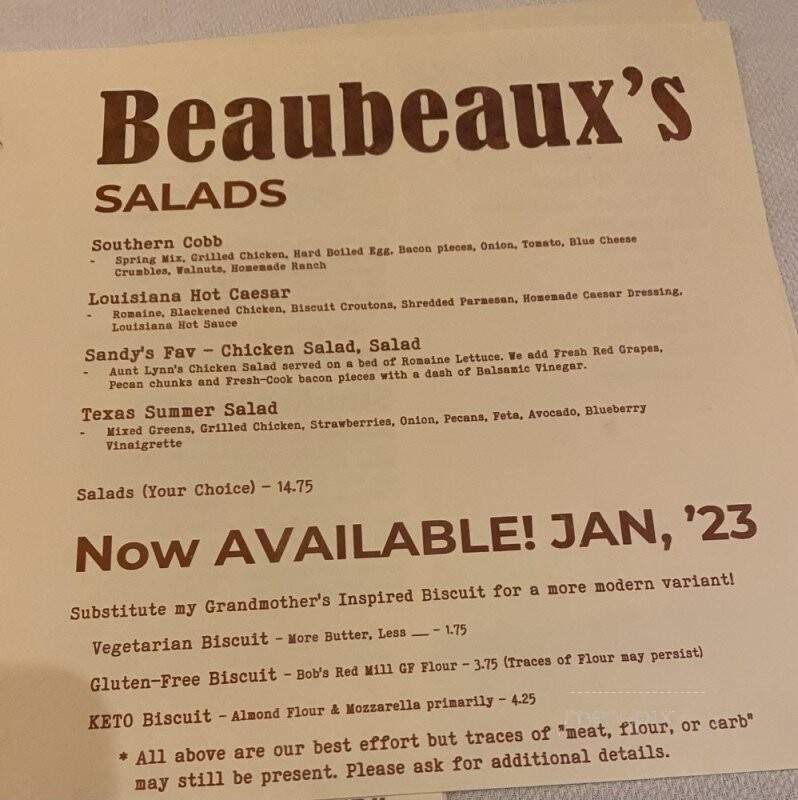 Beaubeaux's
SALADS
Southern Cobb
- Spring Mix, Grilled Chicken, Hard Boiled Egg, Bacon pieces, Onion, Tomato, Blue Cheese
Crumbles, Walnuts, Homemade Ranch
Louisiana Hot Caesar
- Romaine, Blackened Chicken, Biscuit Croutons, Shredded Parmesan, Homemade Caesar Dressing,
Louisiana Hot Sauce
Sandy's Fav - Chicken Salad, Salad
- Aunt Lynn's Chicken Salad served on a bed of Romaine Lettuce. We add Fresh Red Grapes,
Pecan chunks and Fresh-Cook bacon pieces with a dash of Balsamic Vinegar.
Texas Summer Salad
- Mixed Greens, Grilled Chicken, Strawberries, Onion, Pecans, Feta, Avocado, Blueberry
Vinaigrette
Salads (Your Choice) - 14.75
Now AVAILABLE! JAN, '23
Substitute my Grandmother's Inspired Biscuit for a more modern variant!
Vegetarian Biscuit - More Butter, Less __ - 1.75
Gluten-Free Biscuit - Bob's Red Mill GF Flour - 3.75 (Traces of Flour may persist)
KETO Biscuit - Almond Flour & Mozzarella primarily - 4.25
* All above are our best effort but traces of "meat, flour, or carb"
may still be present. Please ask for additional details.